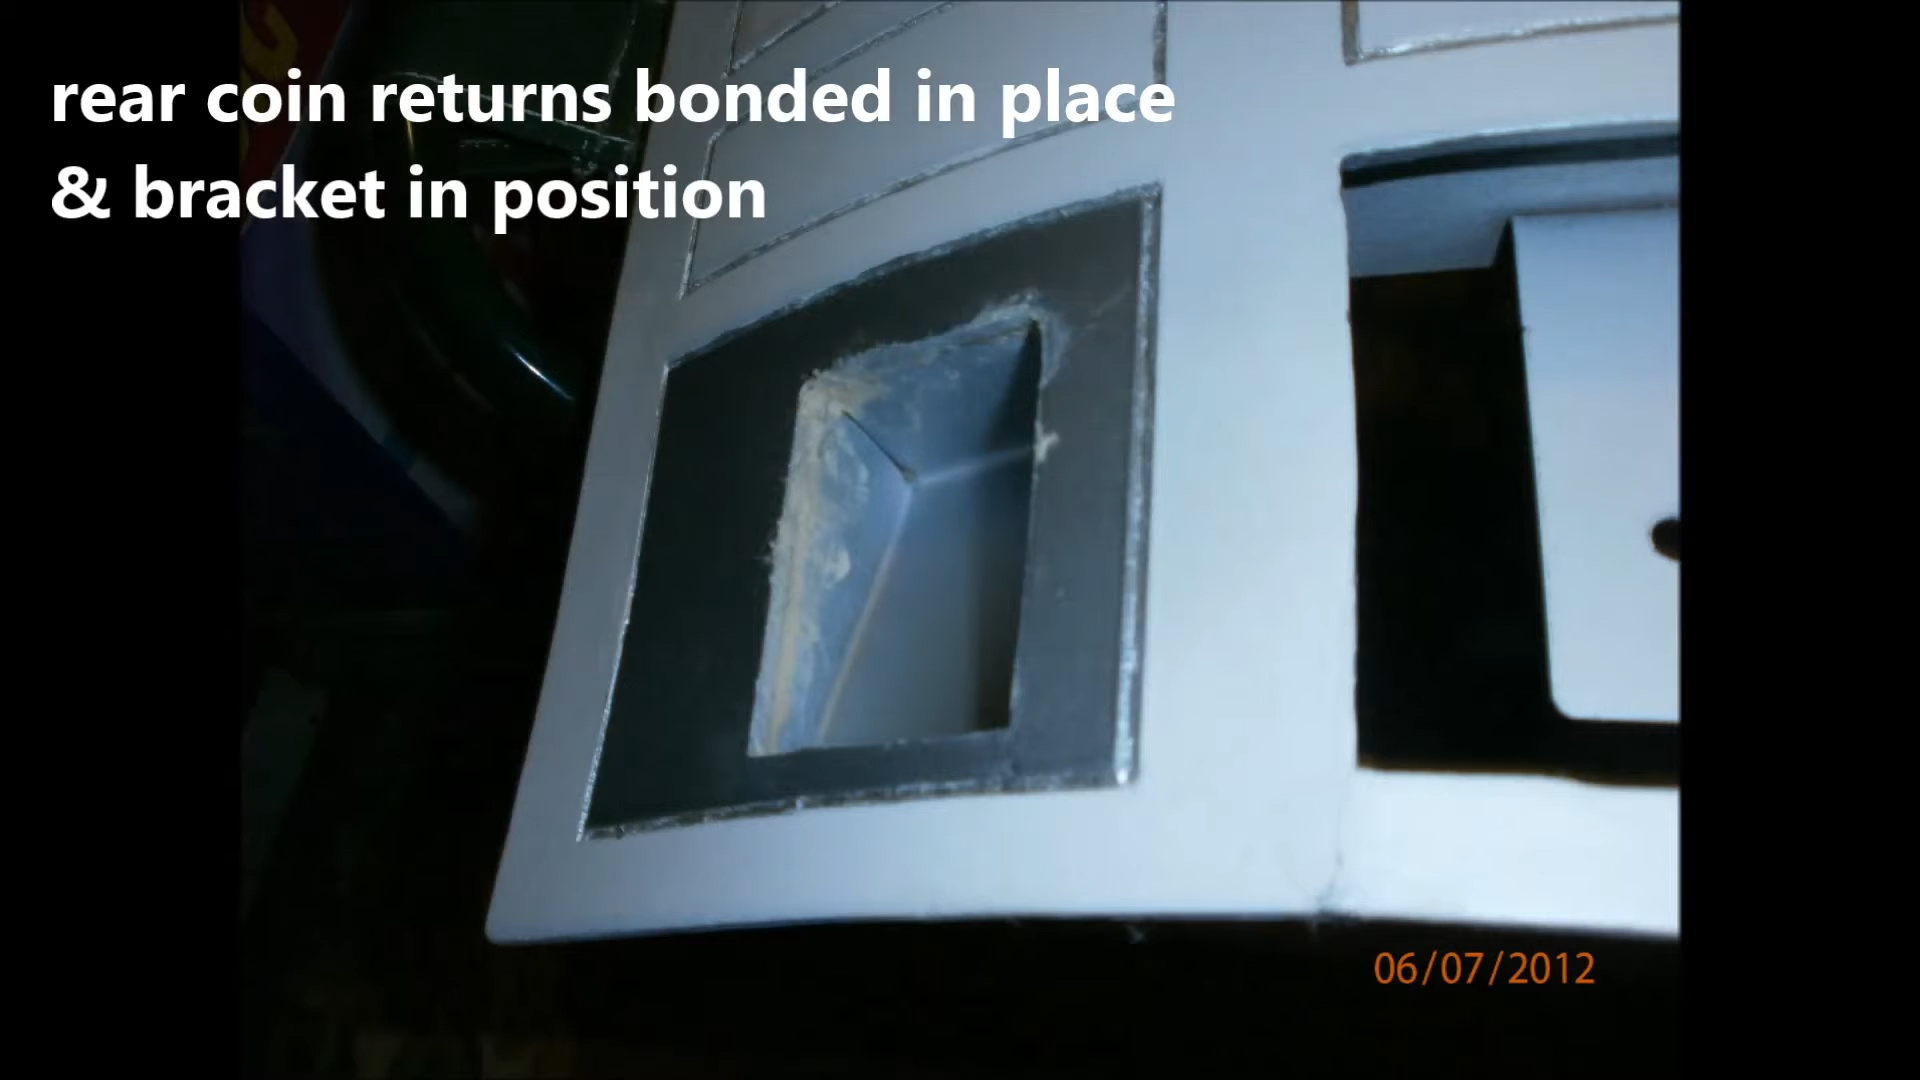 rear coin returns bonded in place
& bracket in position
06/07/2012